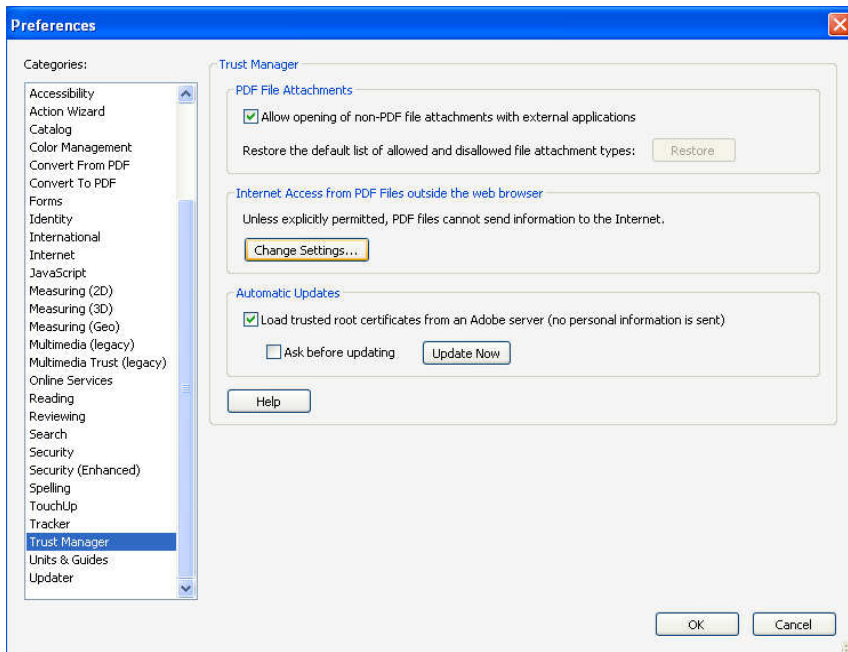 Preferences
Categories:
Accessibility
Action Wizard
Catalog
Color Management
Convert From PDF
Convert To PDF
Forms
Identity
International
Internet
JavaScript
Measuring (2D)
Measuring (3D)
Measuring (Geo)
Multimedia (legacy)
Multimedia Trust (legacy)
Online Services
Reading
Reviewing
Search
Security
Security (Enhanced)
Spelling
TouchUp
Tracker
Trust Manager
Units & Guides
Updater
Trust Manager
PDF File Attachments
Allow opening of non-PDF file attachments with external applications
Restore the default list of allowed and disallowed file attachment types: Restore
Internet Access from PDF Files outside the web browser
Unless explicitly permitted, PDF files cannot send information to the Internet.
Change Settings...
Automatic Updates
Load trusted root certificates from an Adobe server (no personal information is sent)
Ask before updating Update Now
Help
OK Cancel